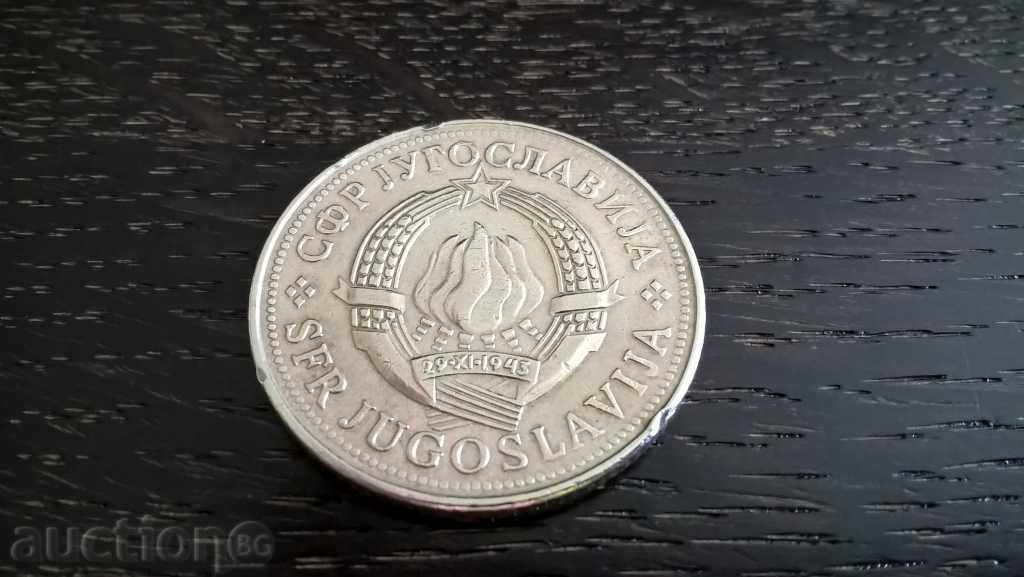 СФР ЈУГОСЛАВИЈА
29·XI·1943
SFR JUGOSLAVIJA
auction BG